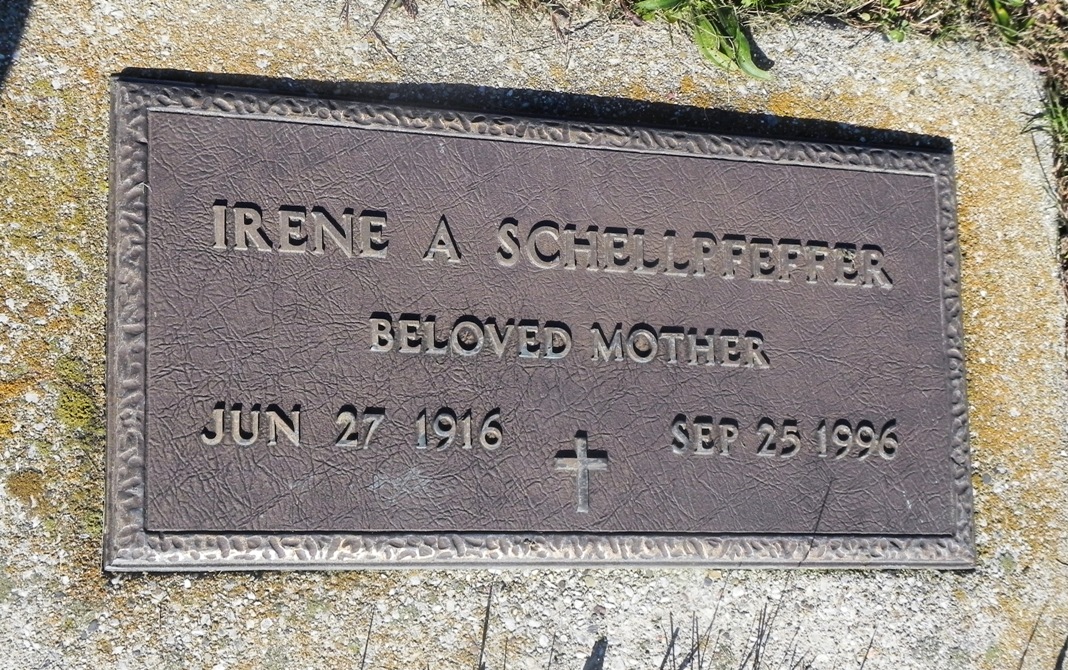 IRENE A SCHELLPFEFFER
BELOVED MOTHER
JUN 27 1916 SEP 25 1996